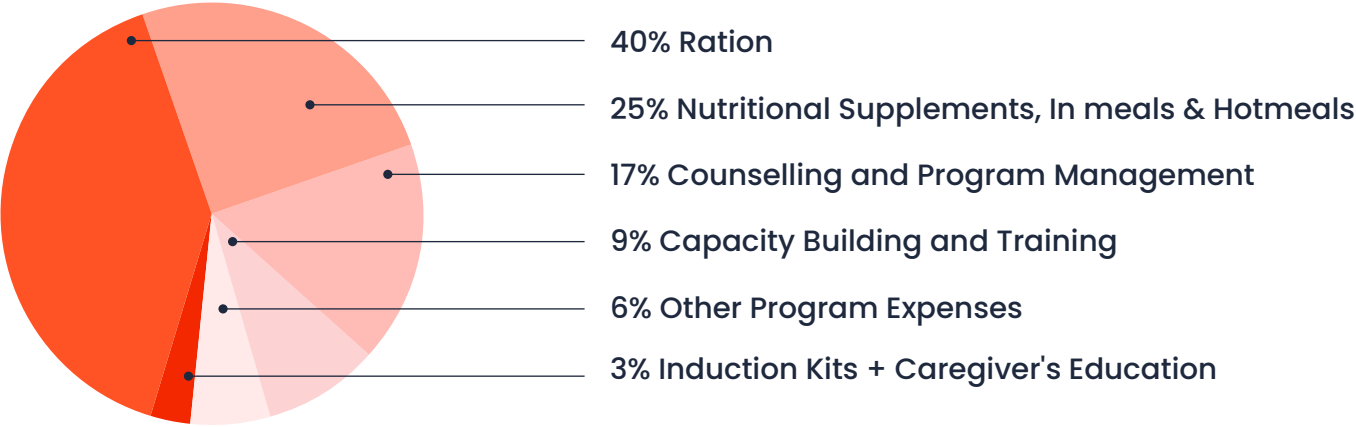 40% Ration
25% Nutritional Supplements, In meals & Hotmeals
17% Counselling and Program Management
9% Capacity Building and Training
6% Other Program Expenses
3% Induction Kits + Caregiver's Education